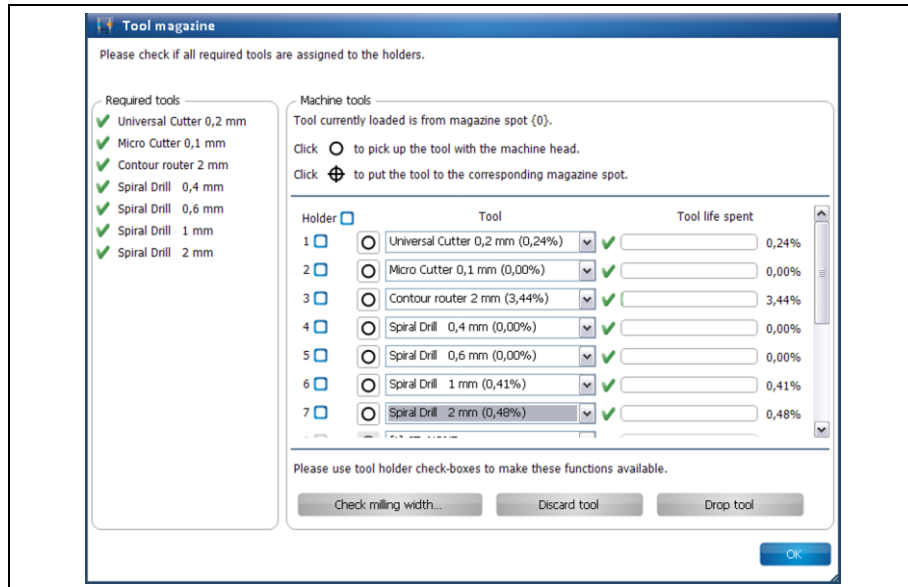 Tool magazine
Please check if all required tools are assigned to the holders.
Required tools
Universal Cutter 0,2 mm
Micro Cutter 0,1 mm
Contour router 2 mm
Spiral Drill 0,4 mm
Spiral Drill 0,6 mm
Spiral Drill 1 mm
Spiral Drill 2 mm
Machine tools
Tool currently loaded is from magazine spot {0}.
Click to pick up the tool with the machine head.
Click to put the tool to the corresponding magazine spot.
Holder Tool Tool life spent
1 Universal Cutter 0,2 mm (0,24%) 0,24%
2 Micro Cutter 0,1 mm (0,00%) 0,00%
3 Contour router 2 mm (3,44%) 3,44%
4 Spiral Drill 0,4 mm (0,00%) 0,00%
5 Spiral Drill 0,6 mm (0,00%) 0,00%
6 Spiral Drill 1 mm (0,41%) 0,41%
7 Spiral Drill 2 mm (0,48%) 0,48%
Please use tool holder check-boxes to make these functions available.
Check milling width... Discard tool Drop tool
OK